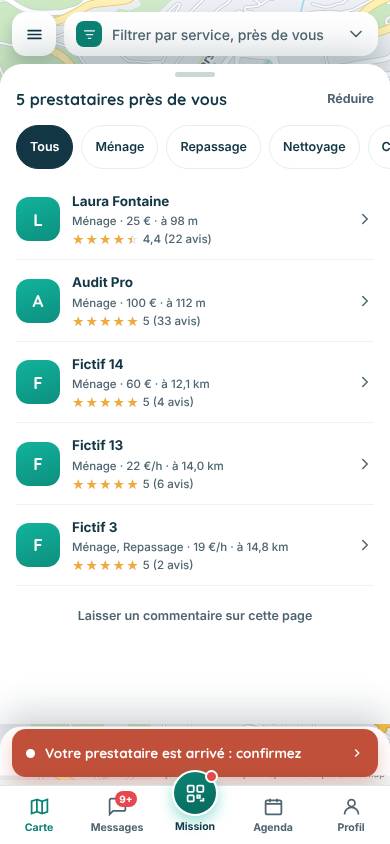 Filtrer par service, près de vous
5 prestataires près de vous
Réduire
Tous
Ménage
Repassage
Nettoyage
C
L
Laura Fontaine
Ménage · 25 € · à 98 m
4,4 (22 avis)
A
Audit Pro
Ménage · 100 € · à 112 m
5 (33 avis)
F
Fictif 14
Ménage · 60 € · à 12,1 km
5 (4 avis)
F
Fictif 13
Ménage · 22 €/h · à 14,0 km
5 (6 avis)
F
Fictif 3
Ménage, Repassage · 19 €/h · à 14,8 km
5 (2 avis)
Laisser un commentaire sur cette page
Votre prestataire est arrivé : confirmez
9+
Carte
Messages
Mission
Agenda
Profil